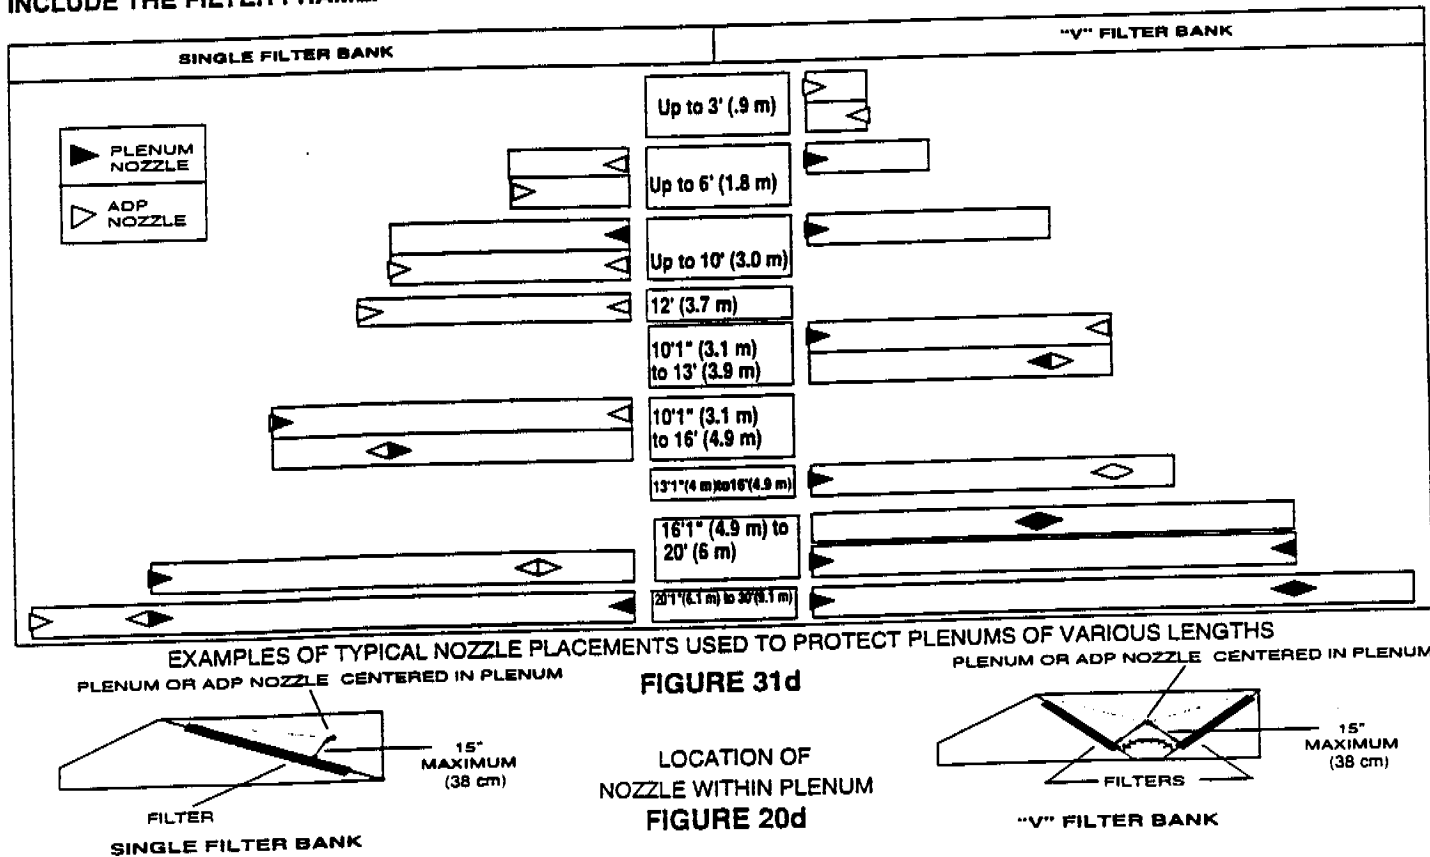 INCLUDE THE FILTER FRAME.
SINGLE FILTER BANK
"V" FILTER BANK
PLENUM
NOZZLE
ADP
NOZZLE
Up to 3' (.9 m)
Up to 6' (1.8 m)
Up to 10' (3.0 m)
12' (3.7 m)
10'1" (3.1 m)
to 13' (3.9 m)
10'1" (3.1 m)
to 16' (4.9 m)
13'1"(4 m)to16'(4.9 m)
16'1" (4.9 m) to
20' (6 m)
20'1"(6.1 m) to 30'(9.1 m)
EXAMPLES OF TYPICAL NOZZLE PLACEMENTS USED TO PROTECT PLENUMS OF VARIOUS LENGTHS
FIGURE 31d
PLENUM OR ADP NOZZLE CENTERED IN PLENUM
15"
MAXIMUM
(38 cm)
FILTER
SINGLE FILTER BANK
LOCATION OF
NOZZLE WITHIN PLENUM
FIGURE 20d
PLENUM OR ADP NOZZLE CENTERED IN PLENUM
15"
MAXIMUM
(38 cm)
FILTERS
"V" FILTER BANK